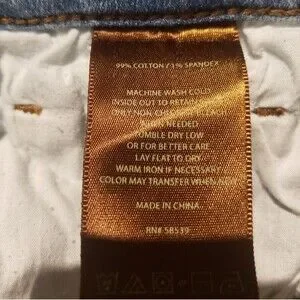 99% COTTON / 1% SPANDEX
MACHINE WASH COLD
INSIDE OUT TO RETAIN
ONLY NON CHLORINE
WHEN NEEDED
TUMBLE DRY LOW
OR FOR BETTER CARE
LAY FLAT TO DRY
WARM IRON IF NECESSARY
COLOR MAY TRANSFER WHEN
MADE IN CHINA
RN# 58539